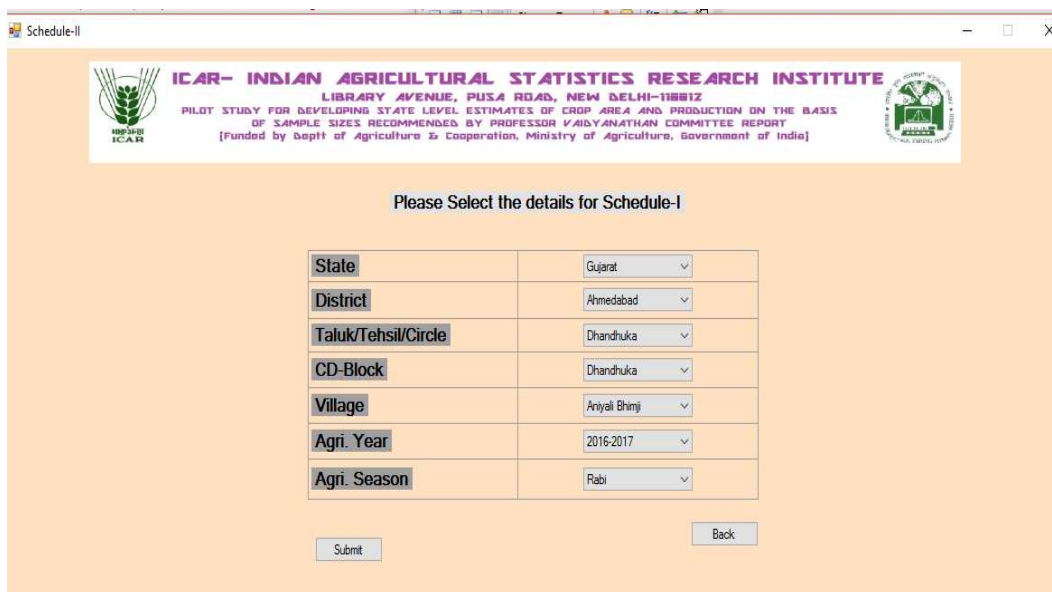 Schedule-II
ICAR- INDIAN AGRICULTURAL STATISTICS RESEARCH INSTITUTE
LIBRARY AVENUE, PUSA ROAD, NEW DELHI-110012
PILOT STUDY FOR DEVELOPING STATE LEVEL ESTIMATES OF CROP AREA AND PRODUCTION ON THE BASIS
OF SAMPLE SIZES RECOMMENDED BY PROFESSOR VAIDYANATHAN COMMITTEE REPORT
[Funded by Deptt of Agriculture & Cooperation, Ministry of Agriculture, Government of India]
भाकृअनुप
ICAR
Please Select the details for Schedule-I
State Gujarat
District Ahmedabad
Taluk/Tehsil/Circle Dhandhuka
CD-Block Dhandhuka
Village Aniyali Bhimji
Agri. Year 2016-2017
Agri. Season Rabi
Back
Submit